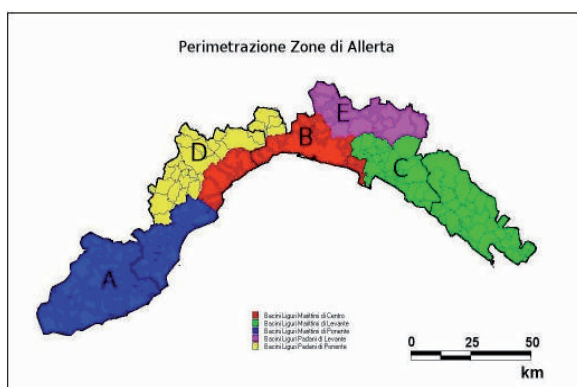 Perimetrazione Zone di Allerta
E
B
D
C
A
Bacini Liguri Marittimi di Centro
Bacini Liguri Marittimi di Levante
Bacini Liguri Marittimi di Ponente
Bacini Liguri Padani di Levante
Bacini Liguri Padani di Ponente
0 25 50
km